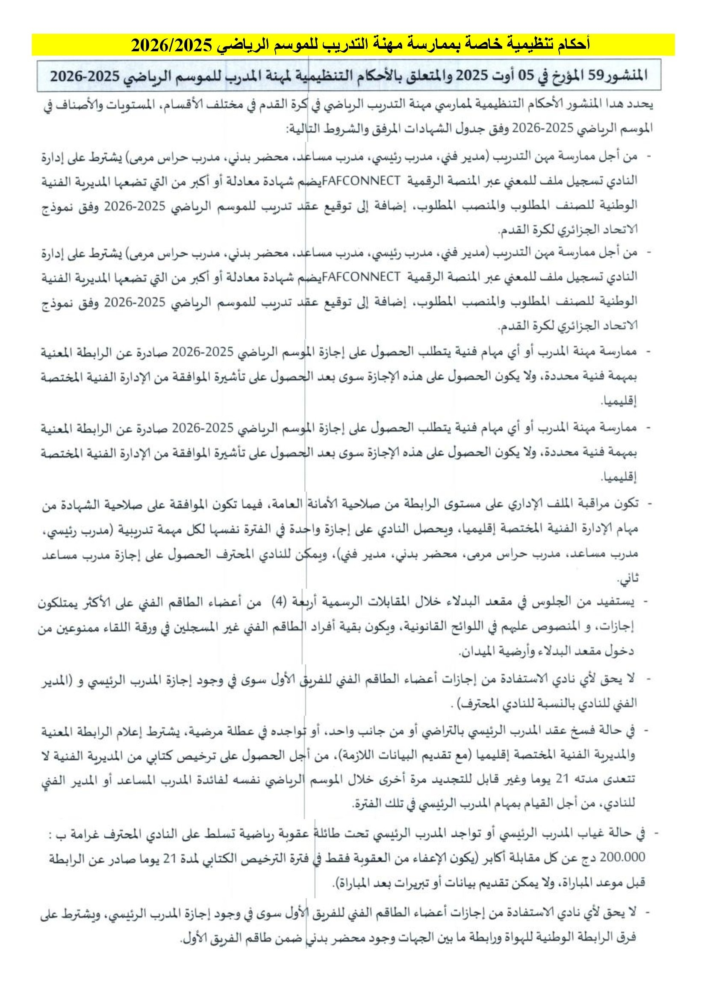 أحكام تنظيمية خاصة بممارسة مهنة التدريب للموسم الرياضي 2026/2025
المنشور59 المؤرخ في 05 أوت 2025 والمتعلق بالأحكام التنظيمية لمهنة المدرب للموسم الرياضي 2025-2026
يحدد هدا المنشور الأحكام التنظيمية لممارسي مهنة التدريب الرياضي في كرة القدم في مختلف الأقسام، المستويات والأصناف في
الموسم الرياضي 2025-2026 وفق جدول الشهادات المرفق والشروط التالية:
- من أجل ممارسة مهن التدريب (مدير فني، مدرب رئيسي، مدرب مساعد، محضر بدني، مدرب حراس مرمى) يشترط على إدارة
النادي تسجيل ملف للمعني عبر المنصة الرقمية FAFCONNECTيضم شهادة معادلة أو أكبر من التي تضعها المديرية الفنية
الوطنية للصنف المطلوب والمنصب المطلوب، إضافة إلى توقيع عقد تدريب للموسم الرياضي 2025-2026 وفق نموذج
الاتحاد الجزائري لكرة القدم.
- من أجل ممارسة مهن التدريب (مدير فني، مدرب رئيسي، مدرب مساعد، محضر بدني، مدرب حراس مرمى) يشترط على إدارة
النادي تسجيل ملف للمعني عبر المنصة الرقمية FAFCONNECTيضم شهادة معادلة أو أكبر من التي تضعها المديرية الفنية
الوطنية للصنف المطلوب والمنصب المطلوب، إضافة إلى توقيع عقد تدريب للموسم الرياضي 2025-2026 وفق نموذج
الاتحاد الجزائري لكرة القدم.
- ممارسة مهنة المدرب أو أي مهام فنية يتطلب الحصول على إجازة الموسم الرياضي 2025-2026 صادرة عن الرابطة المعنية
بمهمة فنية محددة، ولا يكون الحصول على هذه الإجازة سوى بعد الحصول على تأشيرة الموافقة من الإدارة الفنية المختصة
إقليميا.
- ممارسة مهنة المدرب أو أي مهام فنية يتطلب الحصول على إجازة الموسم الرياضي 2025-2026 صادرة عن الرابطة المعنية
بمهمة فنية محددة، ولا يكون الحصول على هذه الإجازة سوى بعد الحصول على تأشيرة الموافقة من الإدارة الفنية المختصة
إقليميا.
- تكون مراقبة الملف الإداري على مستوى الرابطة من صلاحية الأمانة العامة، فيما تكون الموافقة على صلاحية الشهادة من
مهام الإدارة الفنية المختصة إقليميا، ويحصل النادي على إجازة واحدة في الفترة نفسها لكل مهمة تدريبية (مدرب رئيسي،
مدرب مساعد، مدرب حراس مرمى، محضر بدني، مدير فني)، ويمكن للنادي المحترف الحصول على إجازة مدرب مساعد
ثاني.
- يستفيد من الجلوس في مقعد البدلاء خلال المقابلات الرسمية أربعة (4) من أعضاء الطاقم الفني على الأكثر يمتلكون
إجازات، و المنصوص عليهم في اللوائح القانونية، ويكون بقية أفراد الطاقم الفني غير المسجلين في ورقة اللقاء ممنوعين من
دخول مقعد البدلاء وأرضية الميدان.
- لا يحق لأي نادي الاستفادة من إجازات أعضاء الطاقم الفني للفريق الأول سوى في وجود إجازة المدرب الرئيسي و (المدير
الفني للنادي بالنسبة للنادي المحترف) .
- في حالة فسخ عقد المدرب الرئيسي بالتراضي أو من جانب واحد، أو تواجده في عطلة مرضية، يشترط إعلام الرابطة المعنية
والمديرية الفنية المختصة إقليميا (مع تقديم البيانات اللازمة)، من أجل الحصول على ترخيص كتابي من المديرية الفنية لا
تتعدى مدته 21 يوما وغير قابل للتجديد مرة أخرى خلال الموسم الرياضي نفسه لفائدة المدرب المساعد أو المدير الفني
للنادي، من أجل القيام بمهام المدرب الرئيسي في تلك الفترة.
- في حالة غياب المدرب الرئيسي أو تواجد المدرب الرئيسي تحت طائلة عقوبة رياضية تسلط على النادي المحترف غرامة ب :
200.000 دج عن كل مقابلة أكابر (يكون الإعفاء من العقوبة فقط في فترة الترخيص الكتابي لمدة 21 يوما صادر عن الرابطة
قبل موعد المباراة، ولا يمكن تقديم بيانات أو تبريرات بعد المباراة).
- لا يحق لأي نادي الاستفادة من إجازات أعضاء الطاقم الفني للفريق الأول سوى في وجود إجازة المدرب الرئيسي، ويشترط على
فرق الرابطة الوطنية للهواة ورابطة ما بين الجهات وجود محضر بدني ضمن طاقم الفريق الأول.